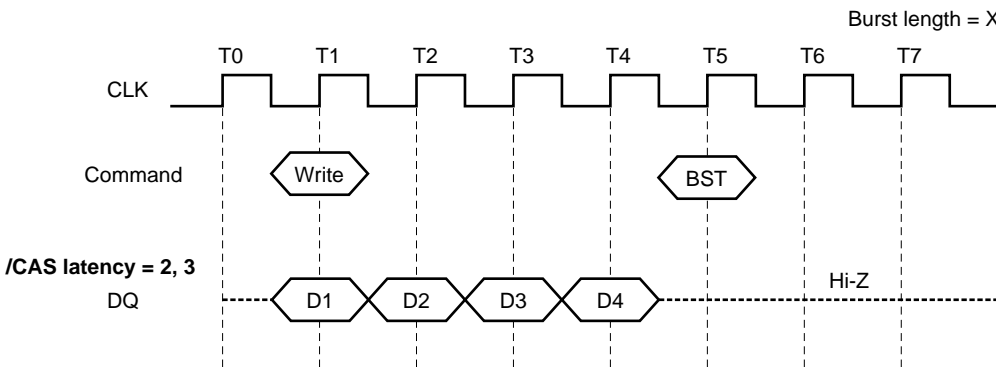 Burst length = X
T0 T1 T2 T3 T4 T5 T6 T7
CLK
Command Write BST
/CAS latency = 2, 3
Hi-Z
DQ D1 D2 D3 D4